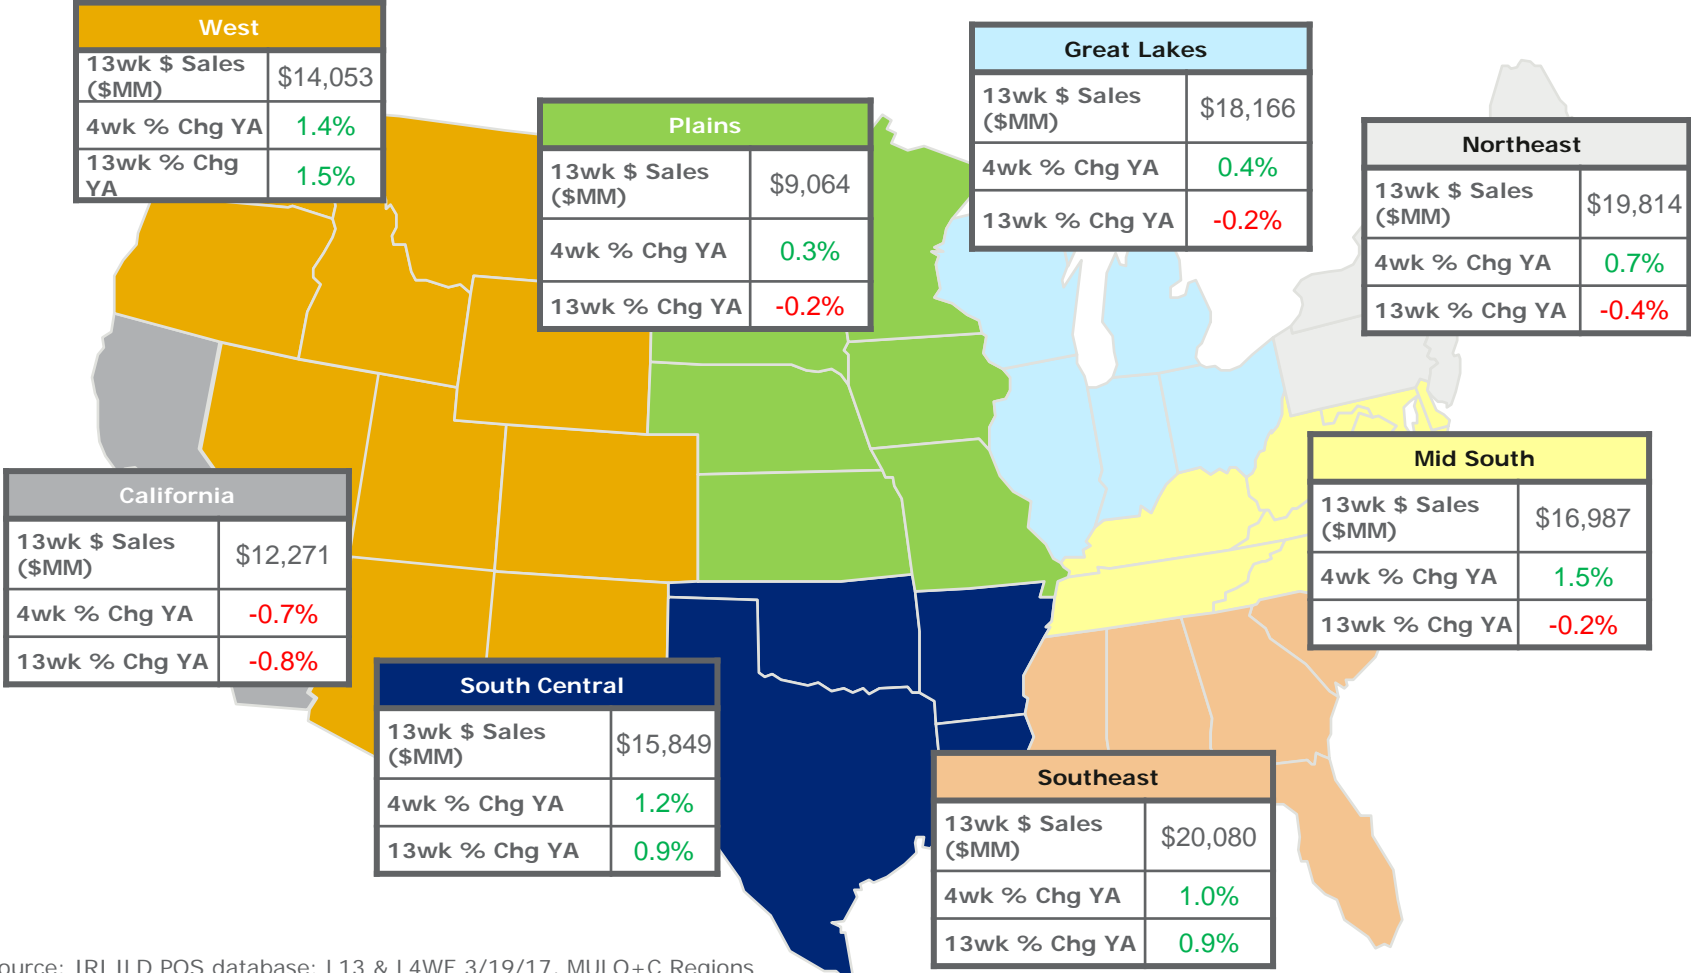 West
13wk $ Sales
($MM)
$14,053
4wk % Chg YA
1.4%
13wk % Chg
YA
1.5%
Plains
13wk $ Sales
($MM)
$9,064
4wk % Chg YA
0.3%
13wk % Chg YA
-0.2%
Great Lakes
13wk $ Sales
($MM)
$18,166
4wk % Chg YA
0.4%
13wk % Chg YA
-0.2%
Northeast
13wk $ Sales
($MM)
$19,814
4wk % Chg YA
0.7%
13wk % Chg YA
-0.4%
California
13wk $ Sales
($MM)
$12,271
4wk % Chg YA
-0.7%
13wk % Chg YA
-0.8%
Mid South
13wk $ Sales
($MM)
$16,987
4wk % Chg YA
1.5%
13wk % Chg YA
-0.2%
South Central
13wk $ Sales
($MM)
$15,849
4wk % Chg YA
1.2%
13wk % Chg YA
0.9%
Southeast
13wk $ Sales
($MM)
$20,080
4wk % Chg YA
1.0%
13wk % Chg YA
0.9%
ource: IRI ILD POS database: L13 & L4WE 3/19/17, MULO+C Regions